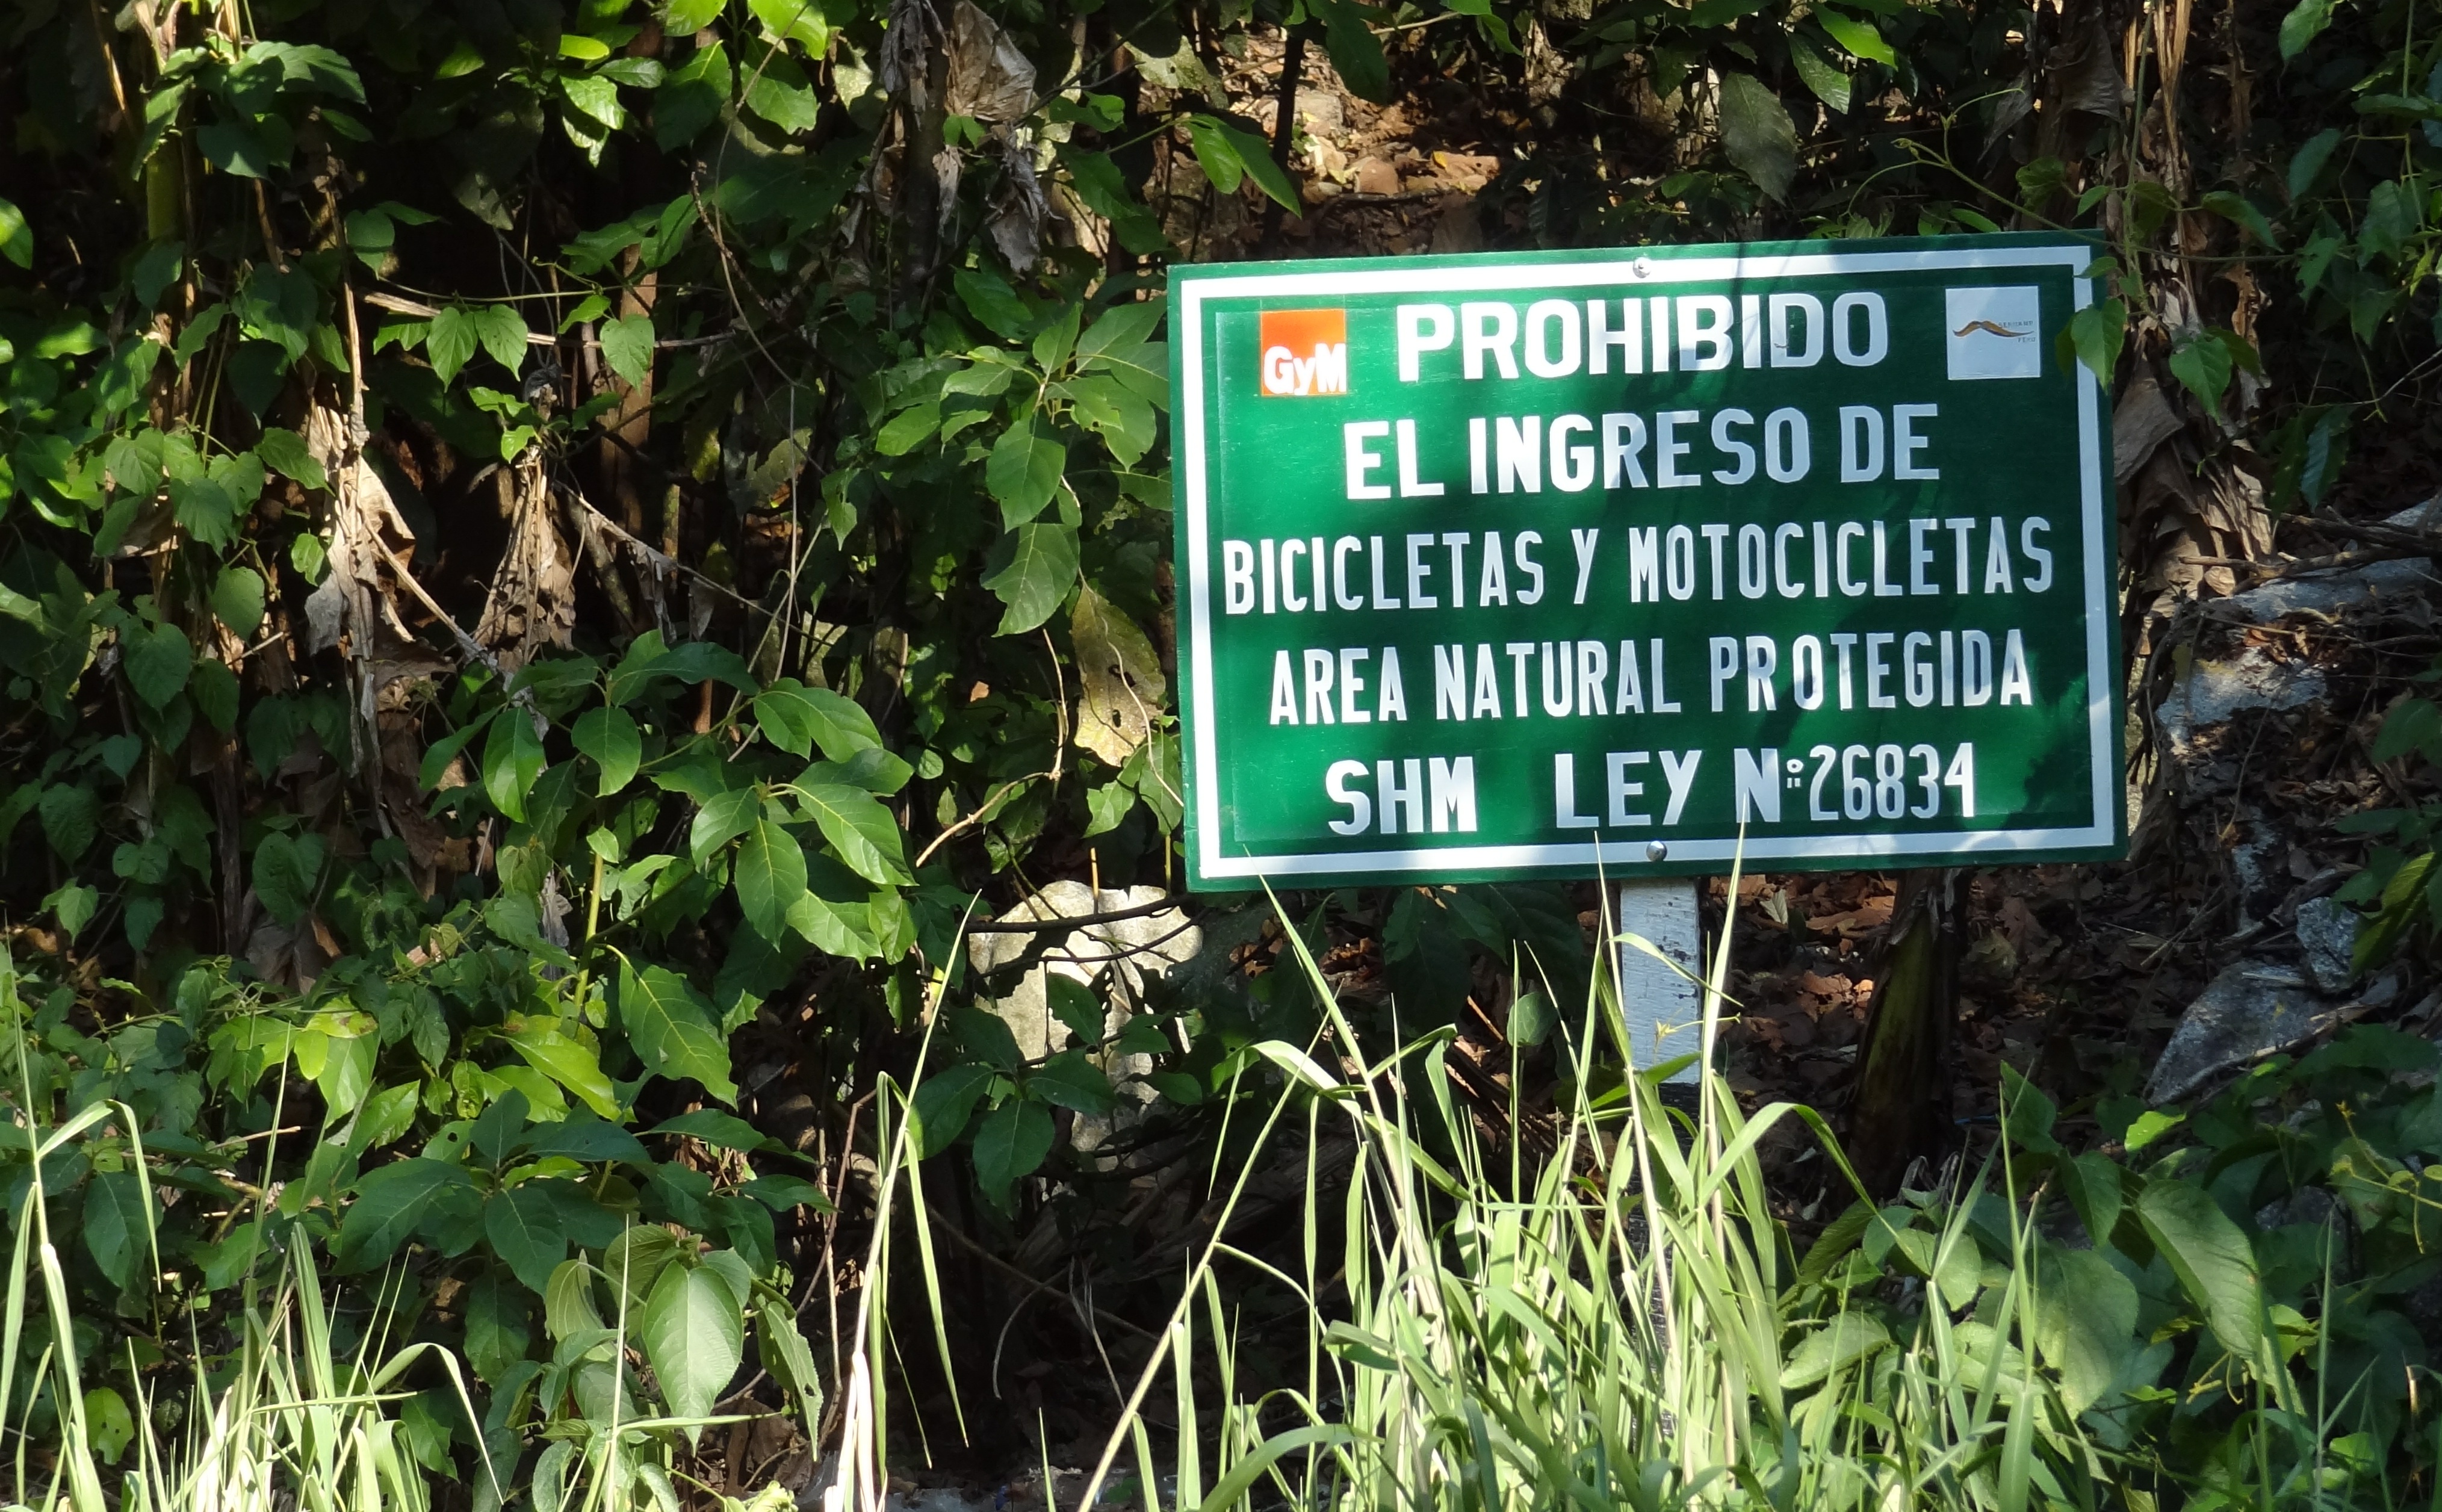 GyM
PROHIBIDO
EL INGRESO DE
BICICLETAS Y MOTOCICLETAS
AREA NATURAL PROTEGIDA
SHM LEY Nº 26834